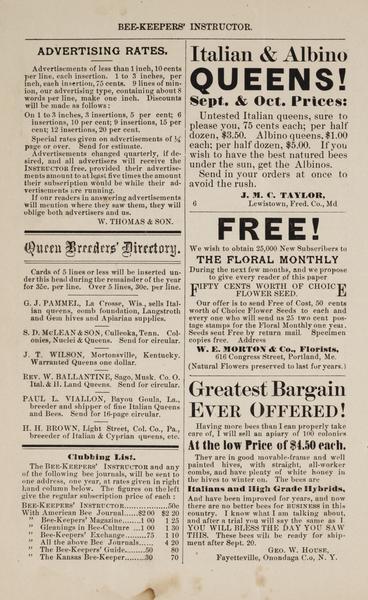 BEE-KEEPERS' INSTRUCTOR.
ADVERTISING RATES.
Advertisements of less than 1 inch, 10 cents
per line, each insertion. 1 to 3 inches, per
inch, each insertion, 75 cents. 9 lines of min-
ion, our advertising type, containing about 8
words per line, make one inch. Discounts
will be made as follows:
On 1 to 3 inches, 3 insertions, 5 per cent; 6
insertions, 10 per cent; 9 insertions, 15 per
cent; 12 insertions, 20 per cent.
Special rates given on advertisements of ¼
page or over. Send for estimate.
Advertisements changed quarterly, if de-
sired, and all advertisers will receive the
INSTRUCTOR free, provided their advertise-
ments amount to at least five times the amount
their subscription would be while their ad-
vertisements are running.
If our readers in answering advertisements
will mention where they saw them, they will
oblige both advertisers and us.
W. THOMAS & SON.
Queen Breeders' Directory.
Cards of 5 lines or less will be inserted un-
der this head during the remainder of the year
for 35c. per line. Over 5 lines, 30c. per line.
G. J. PAMMEL, La Crosse, Wis., sells Ital-
ian queens, comb foundation, Langstroth
and Gem hives and Aplarina supplies.
S. D. McLEAN & SON, Culleoka, Tenn. Col-
onies, Nuclei & Queens. Send for circular.
J. T. WILSON, Mortonsville, Kentucky.
Warranted Queens one dollar.
REV. W. BALLANTINE, Sago, Musk. Co. O.
Ital. & H. Land Queens. Send for circular.
PAUL L. VIALLON, Bayou Goula, La.,
breeder and shipper of fine Italian Queens
and Bees. Send for 16-page circular.
H. H. BROWN, Light Street, Col. Co., Pa.,
breeder of Italian & Cyprian queens, etc.
Clubbing List.
The BEE-KEEPERS' INSTRUCTOR and any
of the following bee journals, will be sent to
one address, one year, at rates given in right
hand column below. The figures on the left
give the regular subscription price of each:
BEE-KEEPERS' INSTRUCTOR..............50c
With American Bee Journal......$2 00 $2 20
" Bee-Keepers' Magazine......1 00 1 25
" Gleanings in Bee-Culture....1 00 1 30
" Bee-Keepers' Exchange........75 1 10
" All the above Bee Journals..... 4 20
" The Bee-Keepers' Guide......50 80
" The Kansas Bee-Keeper........30 70
Italian & Albino
QUEENS!
Sept. & Oct. Prices:
Untested Italian queens, sure to
please you, 75 cents each; per half
dozen, $3.50. Albino queens, $1.00
each; per half dozen, $5.00. If you
wish to have the best natured bees
under the sun, get the Albinos.
Send in your orders at once to
avoid the rush.
J. M. C. TAYLOR,
6 Lewistown, Fred. Co., Md
FREE!
We wish to obtain 25,000 New Subscribers to
THE FLORAL MONTHLY
During the next few months, and we propose
to give every reader of this paper
FIFTY CENTS WORTH OF CHOICE
FLOWER SEED.
Our offer is to send Free of Cost, 50 cents
worth of Choice Flower Seeds to each and
every one who will send us 25 two cent pos-
tage stamps for the Floral Monthly one year.
Seeds sent Free by return mail. Specimen
copies free. Address
W. E. MORTON & Co., Florists,
616 Congress Street, Portland, Me.
(Natural Flowers preserved to last for years.)
Greatest Bargain
EVER OFFERED!
Having more bees than I can properly take
care of, I will sell an apiary of 100 colonies
At the low Price of $4.50 each.
They are in good movable-frame and well
painted hives, with straight, all-worker
combs, and have plenty of white honey in
the hives to winter on. The bees are
Italians and High Grade Hybrids,
And have been improved for years, and now
there are no better bees for BUSINESS in this
country. I know what I am talking about,
and after a trial you will say the same as I.
YOU WILL BLESS THE DAY YOU SAW
THIS. These bees will be ready for ship-
ment after Sept. 20.
GEO. W. HOUSE,
Fayetteville, Onondaga C.o, N. Y.